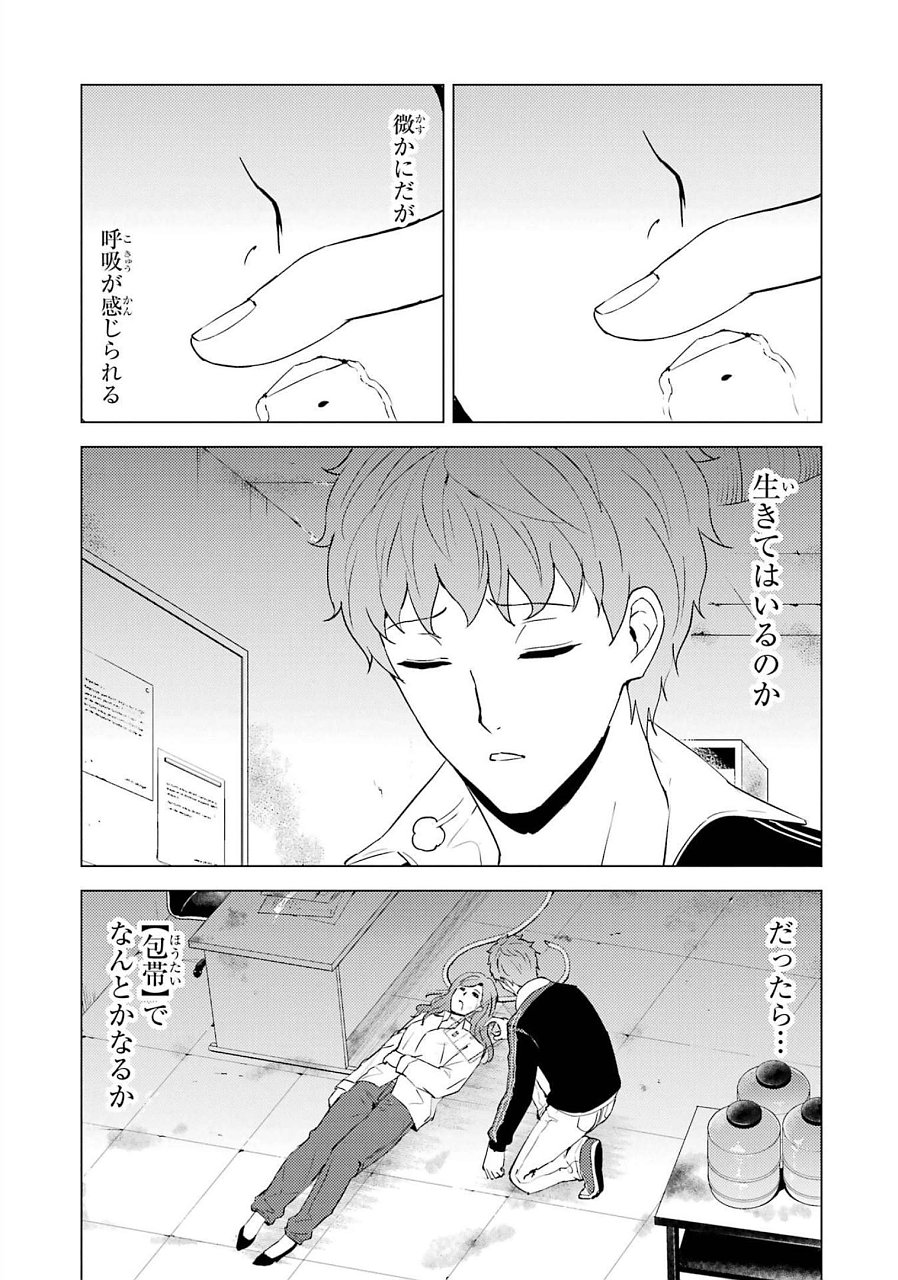 微かにだが
呼吸が感じられる
生きてはいるのか
だったら…
【包帯】で
なんとかなるか